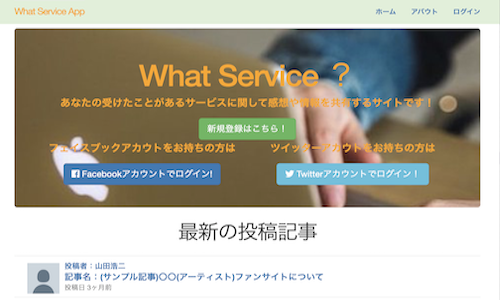 What Service App
ホーム アバウト ログイン
What Service ？
あなたの受けたことがあるサービスに関して感想や情報を共有するサイトです！
新規登録はこちら！
フェイスブックアカウントをお持ちの方は ツイッターアカウントをお持ちの方は
Facebookアカウントでログイン! Twitterアカウントでログイン！
最新の投稿記事
投稿者：山田浩二
記事名：(サンプル記事)〇〇(アーティスト)ファンサイトについて
投稿日 3ヶ月前